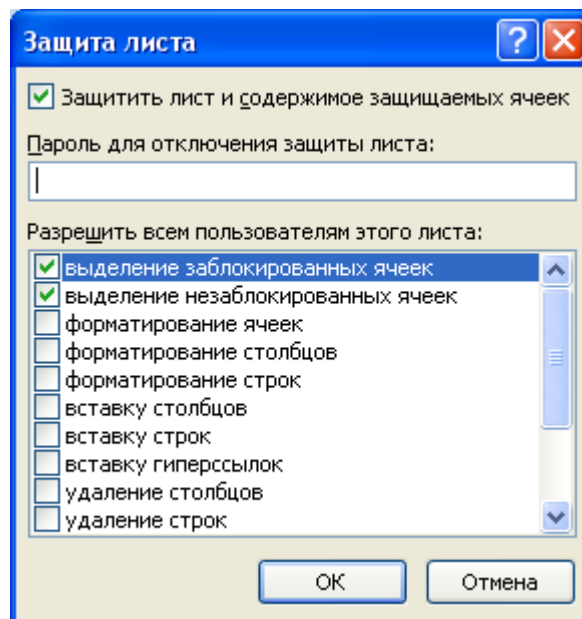 Защита листа
Защитить лист и содержимое защищаемых ячеек
Пароль для отключения защиты листа:
Разрешить всем пользователям этого листа:
выделение заблокированных ячеек
выделение незаблокированных ячеек
форматирование ячеек
форматирование столбцов
форматирование строк
вставку столбцов
вставку строк
вставку гиперссылок
удаление столбцов
удаление строк
ОК Отмена